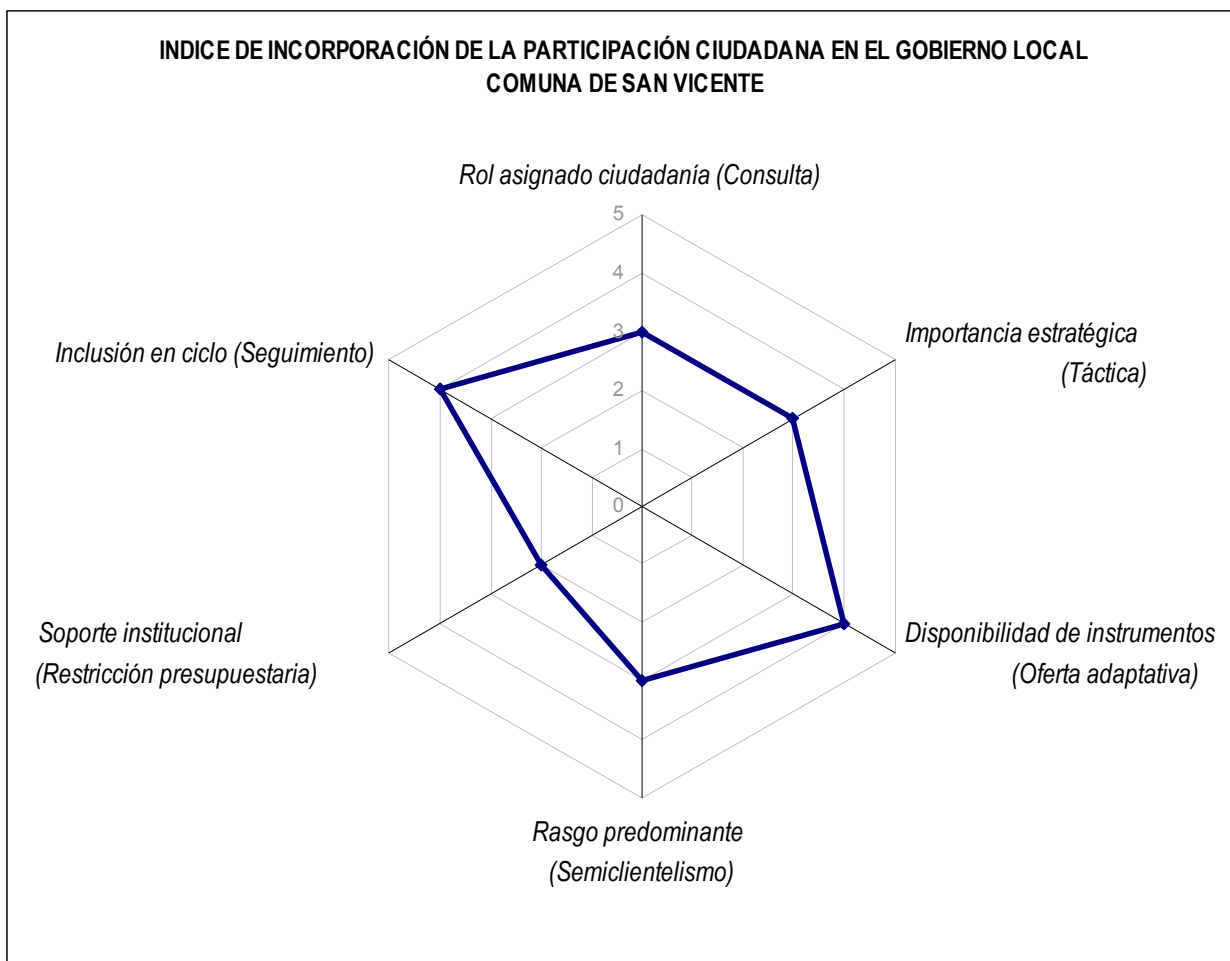 INDICE DE INCORPORACIÓN DE LA PARTICIPACIÓN CIUDADANA EN EL GOBIERNO LOCAL
COMUNA DE SAN VICENTE
Rol asignado ciudadanía (Consulta)
5
4
3
2
1
0
Importancia estratégica
(Táctica)
Disponibilidad de instrumentos
(Oferta adaptativa)
Rasgo predominante
(Semiclientelismo)
Soporte institucional
(Restricción presupuestaria)
Inclusión en ciclo (Seguimiento)